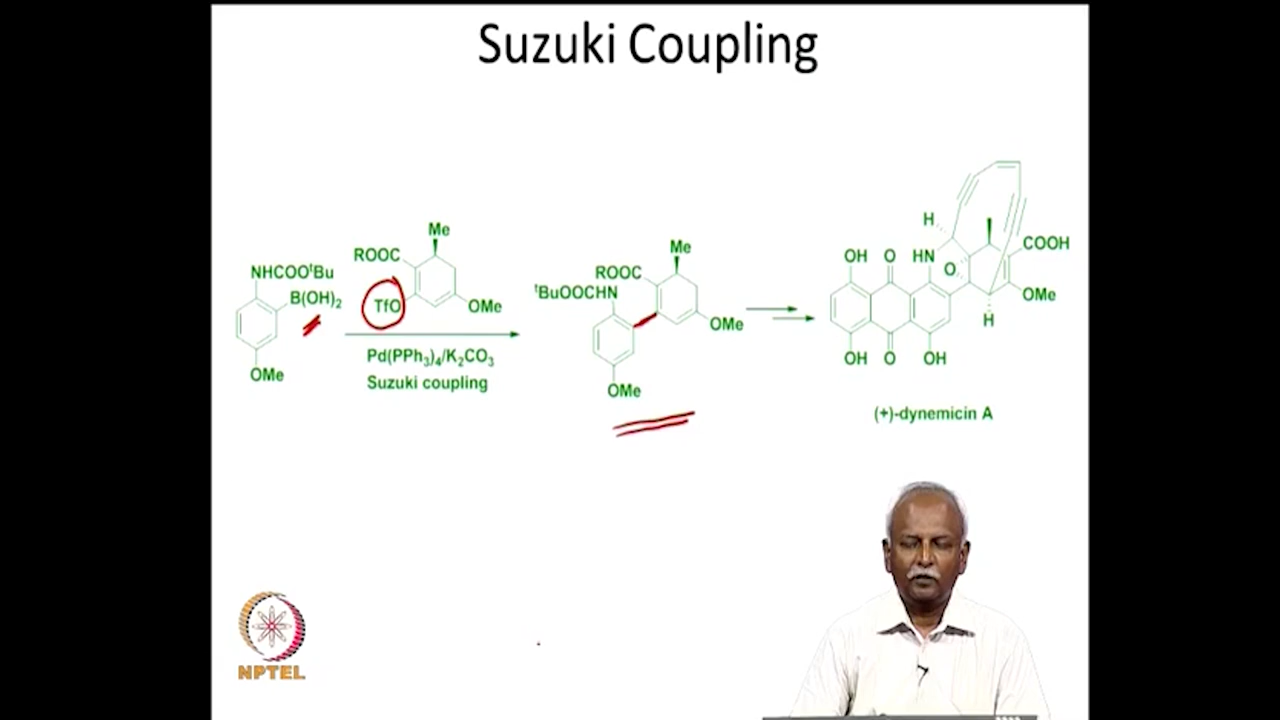 Suzuki Coupling
NHCOOᵗBu
B(OH)₂
OMe
Me
ROOC
TfO
OMe
Pd(PPh₃)₄/K₂CO₃
Suzuki coupling
Me
ROOC
ᵗBuOOCHN
OMe
OMe
H
OH
O
HN
O
COOH
OMe
H
OH
O
OH
(+)-dynemicin A
NPTEL